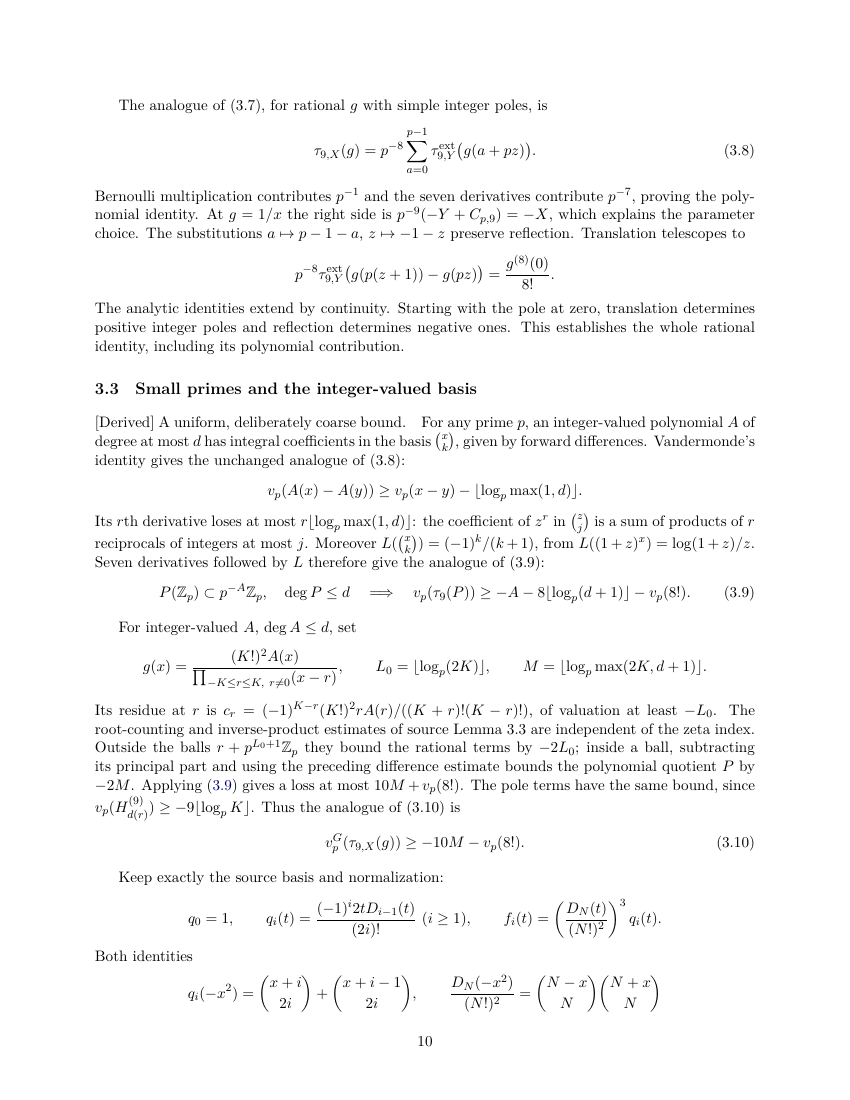 The analogue of (3.7), for rational g with simple integer poles, is
τ_{9,X}(g) = p^{−8} \sum_{a=0}^{p−1} τ^{ext}_{9,Y}(g(a + pz)). (3.8)
Bernoulli multiplication contributes p^{−1} and the seven derivatives contribute p^{−7}, proving the poly-
nomial identity. At g = 1/x the right side is p^{−9}(−Y + C_{p,9}) = −X, which explains the parameter
choice. The substitutions a ↦ p − 1 − a, z ↦ −1 − z preserve reflection. Translation telescopes to
p^{−8}τ^{ext}_{9,Y}(g(p(z + 1)) − g(pz)) = \frac{g^{(8)}(0)}{8!}.
The analytic identities extend by continuity. Starting with the pole at zero, translation determines
positive integer poles and reflection determines negative ones. This establishes the whole rational
identity, including its polynomial contribution.
3.3 Small primes and the integer-valued basis
[Derived] A uniform, deliberately coarse bound. For any prime p, an integer-valued polynomial A of
degree at most d has integral coefficients in the basis \binom{x}{k}, given by forward differences. Vandermonde's
identity gives the unchanged analogue of (3.8):
v_p(A(x) − A(y)) ≥ v_p(x − y) − ⌊log_p max(1, d)⌋.
Its rth derivative loses at most r⌊log_p max(1, d)⌋: the coefficient of z^r in \binom{z}{j} is a sum of products of r
reciprocals of integers at most j. Moreover L(\binom{x}{k}) = (−1)^k/(k + 1), from L((1 + z)^x) = log(1 + z)/z.
Seven derivatives followed by L therefore give the analogue of (3.9):
P(ℤ_p) ⊂ p^{−A}ℤ_p, deg P ≤ d ⟹ v_p(τ_9(P)) ≥ −A − 8⌊log_p(d + 1)⌋ − v_p(8!). (3.9)
For integer-valued A, deg A ≤ d, set
g(x) = \frac{(K!)^2 A(x)}{\prod_{−K≤r≤K, r≠0}(x − r)}, L_0 = ⌊log_p(2K)⌋, M = ⌊log_p max(2K, d + 1)⌋.
Its residue at r is c_r = (−1)^{K−r}(K!)^2 rA(r)/((K + r)!(K − r)!), of valuation at least −L_0. The
root-counting and inverse-product estimates of source Lemma 3.3 are independent of the zeta index.
Outside the balls r + p^{L_0+1}ℤ_p they bound the rational terms by −2L_0; inside a ball, subtracting
its principal part and using the preceding difference estimate bounds the polynomial quotient P by
−2M. Applying (3.9) gives a loss at most 10M + v_p(8!). The pole terms have the same bound, since
v_p(H^{(9)}_{d(r)}) ≥ −9⌊log_p K⌋. Thus the analogue of (3.10) is
v_p^G(τ_{9,X}(g)) ≥ −10M − v_p(8!). (3.10)
Keep exactly the source basis and normalization:
q_0 = 1, q_i(t) = \frac{(−1)^i 2tD_{i−1}(t)}{(2i)!} (i ≥ 1), f_i(t) = \left(\frac{D_N(t)}{(N!)^2}\right)^3 q_i(t).
Both identities
q_i(−x^2) = \binom{x + i}{2i} + \binom{x + i − 1}{2i}, \frac{D_N(−x^2)}{(N!)^2} = \binom{N − x}{N}\binom{N + x}{N}
10